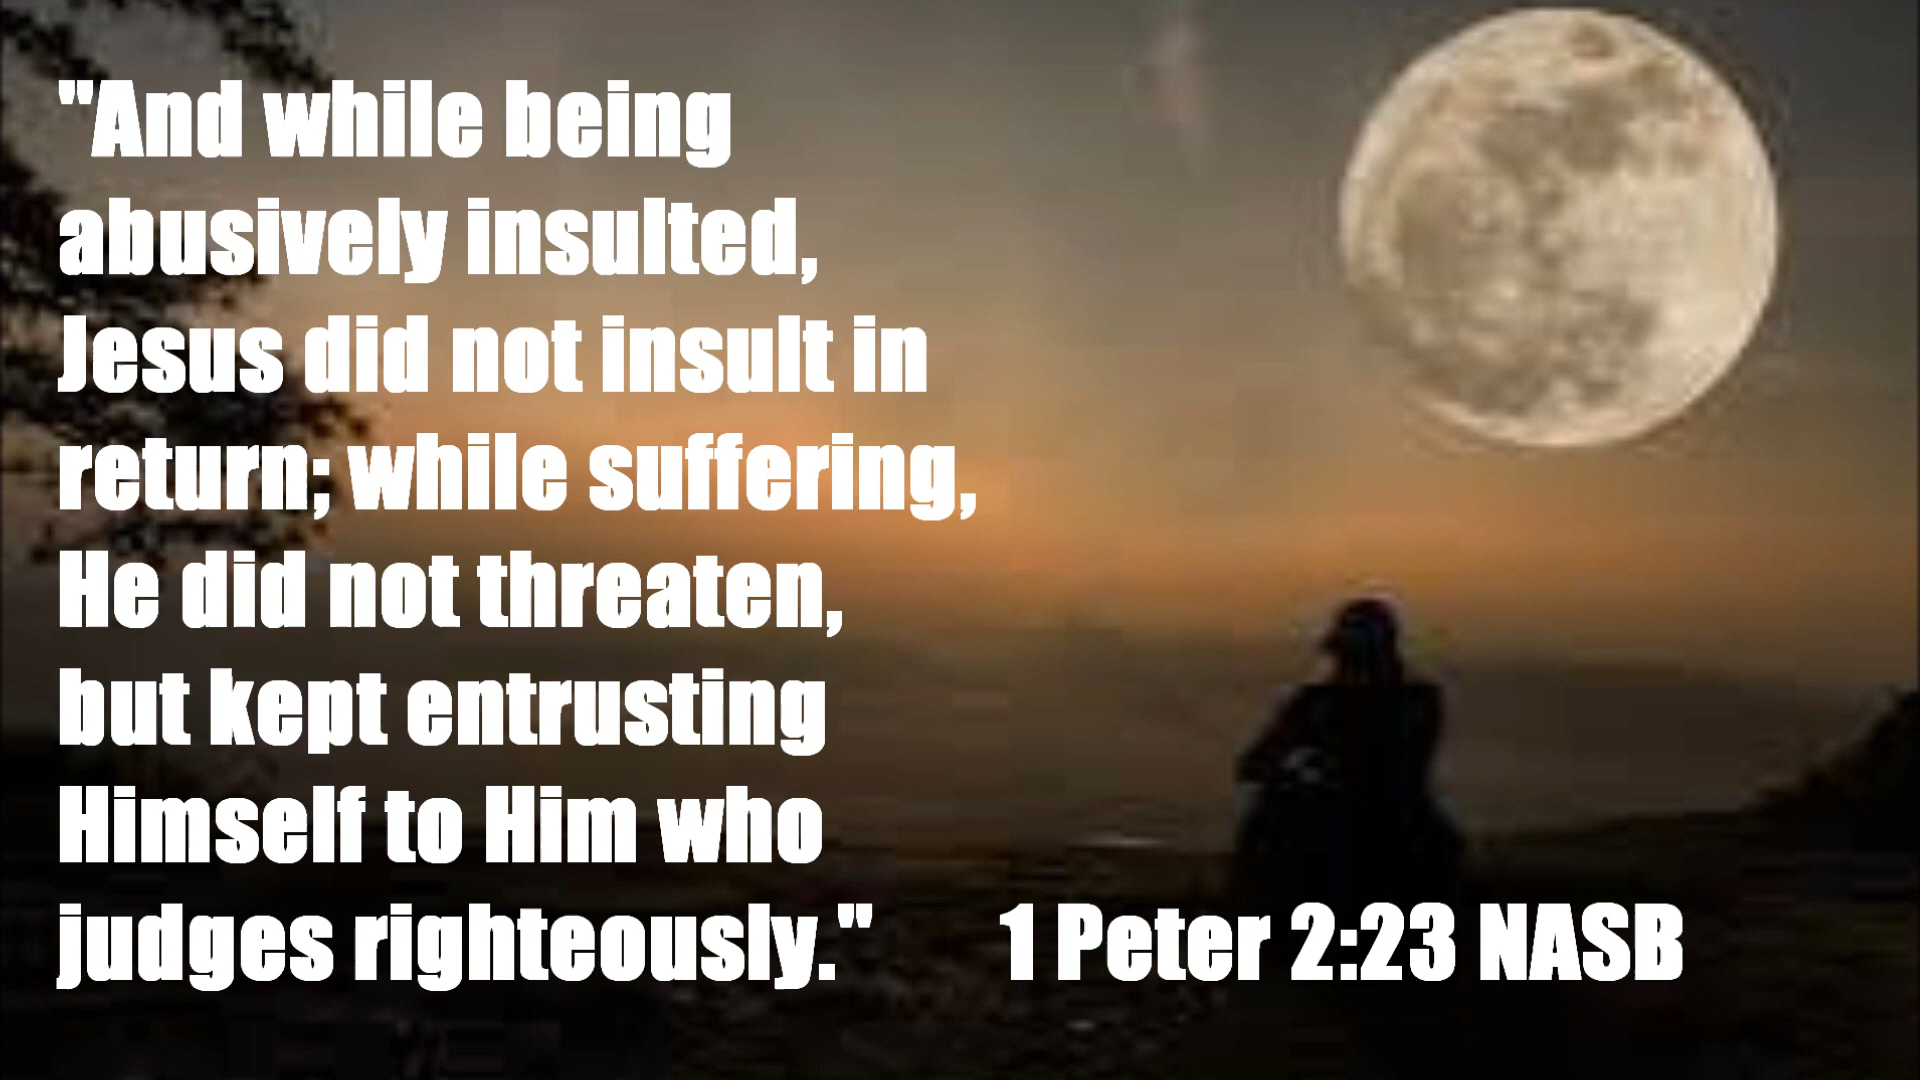 "And while being
abusively insulted,
Jesus did not insult in
return; while suffering,
He did not threaten,
but kept entrusting
Himself to Him who
judges righteously." 1 Peter 2:23 NASB